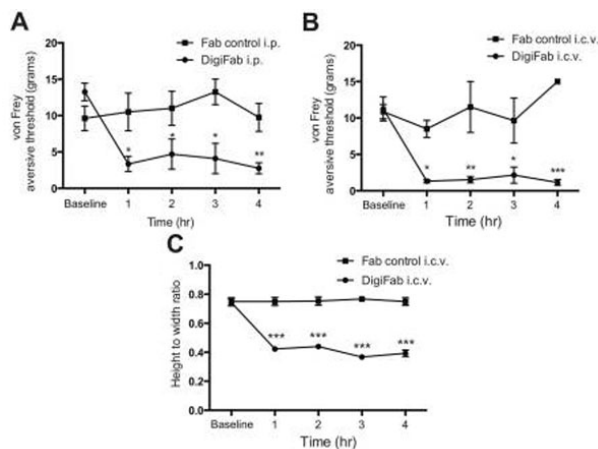 A
Fab control i.p.
DigiFab i.p.
von Frey
aversive threshold (grams)
20
15
10
5
0
*
*
*
**
Baseline
1
2
3
4
Time (hr)
B
Fab control i.c.v.
DigiFab i.c.v.
von Frey
aversive threshold (grams)
20
15
10
5
0
*
**
*
***
Baseline
1
2
3
4
Time (hr)
C
Fab control i.c.v.
DigiFab i.c.v.
Height to width ratio
1.0
0.8
0.6
0.4
0.2
0.0
***
***
***
***
Baseline
1
2
3
4
Time (hr)